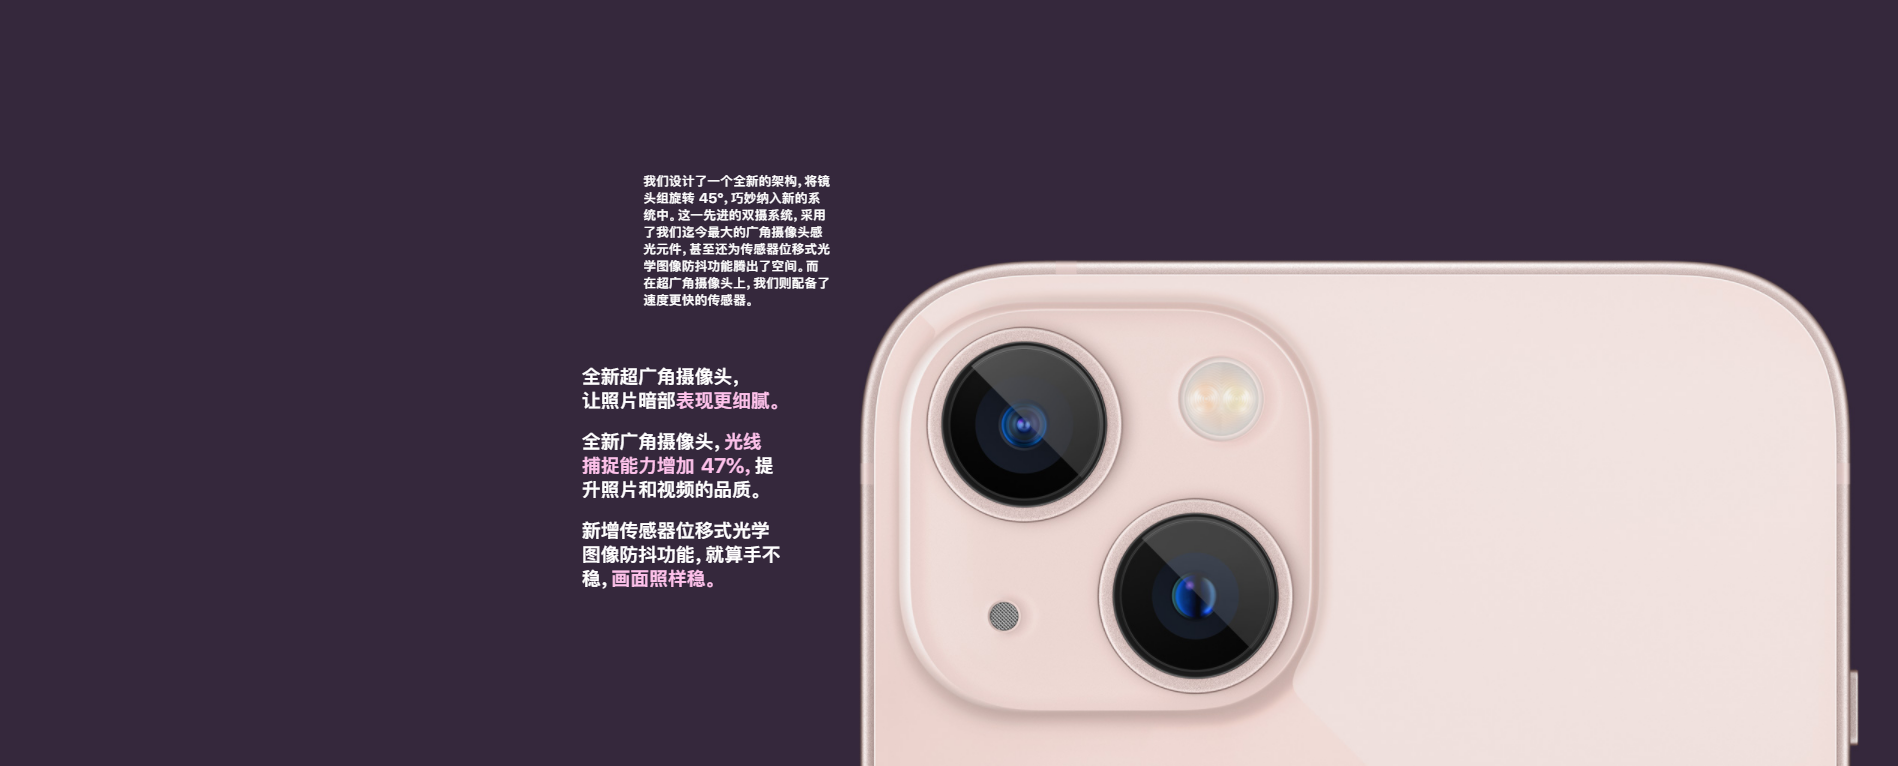 我们设计了一个全新的架构，将镜
头组旋转 45°，巧妙纳入新的系
统中。这一先进的双摄系统，采用
了我们迄今最大的广角摄像头感
光元件，甚至还为传感器位移式光
学图像防抖功能腾出了空间。而
在超广角摄像头上，我们则配备了
速度更快的传感器。
全新超广角摄像头，
让照片暗部表现更细腻。
全新广角摄像头，光线
捕捉能力增加 47%，提
升照片和视频的品质。
新增传感器位移式光学
图像防抖功能，就算手不
稳，画面照样稳。